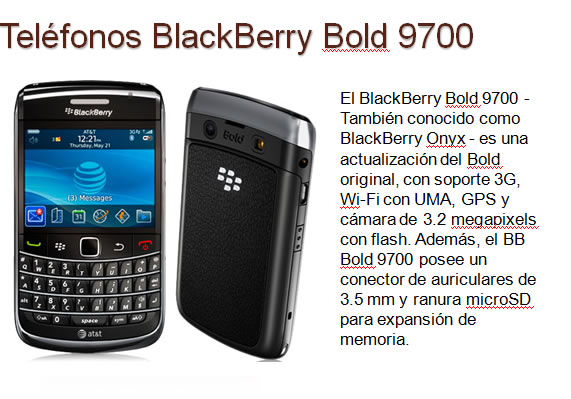 Teléfonos BlackBerry Bold 9700
BlackBerry
AT&T
12:21PM
Thursday, May 21
(3) Messages
at&t
Bold
El BlackBerry Bold 9700 -
También conocido como
BlackBerry Onyx - es una
actualización del Bold
original, con soporte 3G,
Wi-Fi con UMA, GPS y
cámara de 3.2 megapixels
con flash. Además, el BB
Bold 9700 posee un
conector de auriculares de
3.5 mm y ranura microSD
para expansión de
memoria.